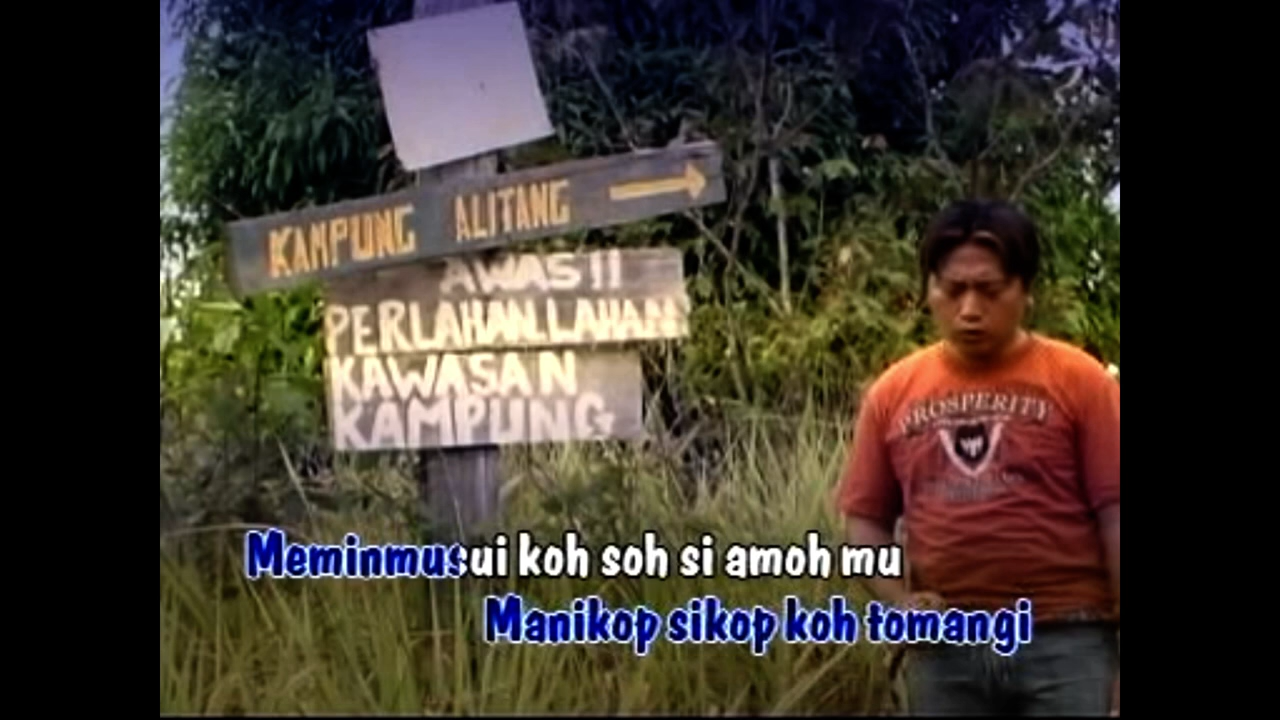 KAMPUNG ALITANG
AWAS !!
PERLAHAN.LAHAN
KAWASAN
KAMPUNG
PROSPERITY
Meminmusui koh soh si amoh mu
Manikop sikop koh tomangi